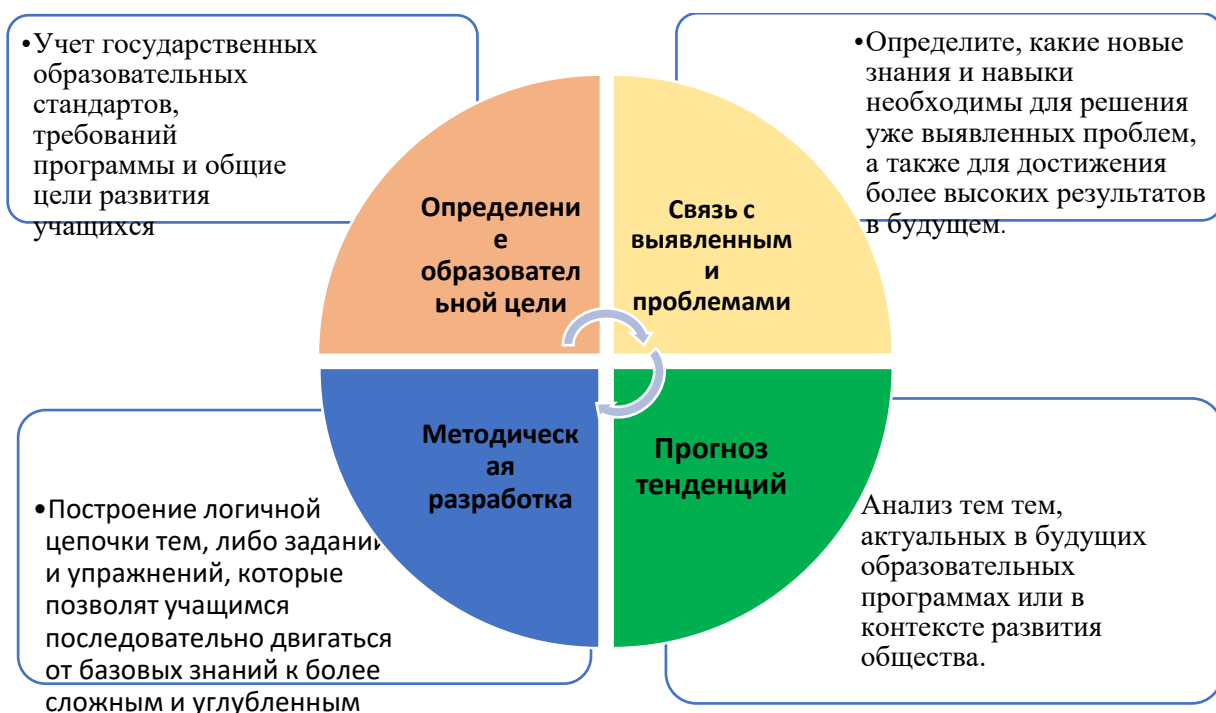 •Учет государственных
образовательных
стандартов,
требований
программы и общие
цели развития
учащихся
•Определите, какие новые
знания и навыки
необходимы для решения
уже выявленных проблем,
а также для достижения
более высоких результатов
в будущем.
Определени
е
образовател
ьной цели
Связь с
выявленным
и
проблемами
Методическ
ая
разработка
Прогноз
тенденций
•Построение логичной
цепочки тем, либо заданий
и упражнений, которые
позволят учащимся
последовательно двигаться
от базовых знаний к более
сложным и углубленным
Анализ тем тем,
актуальных в будущих
образовательных
программах или в
контексте развития
общества.